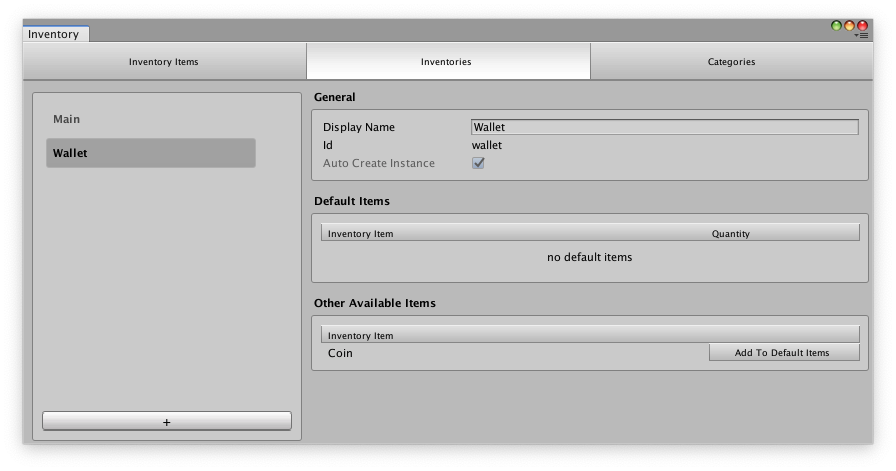 Inventory
Inventory Items
Inventories
Categories
Main
Wallet
+
General
Display Name Wallet
Id wallet
Auto Create Instance
Default Items
Inventory Item Quantity
no default items
Other Available Items
Inventory Item
Coin Add To Default Items